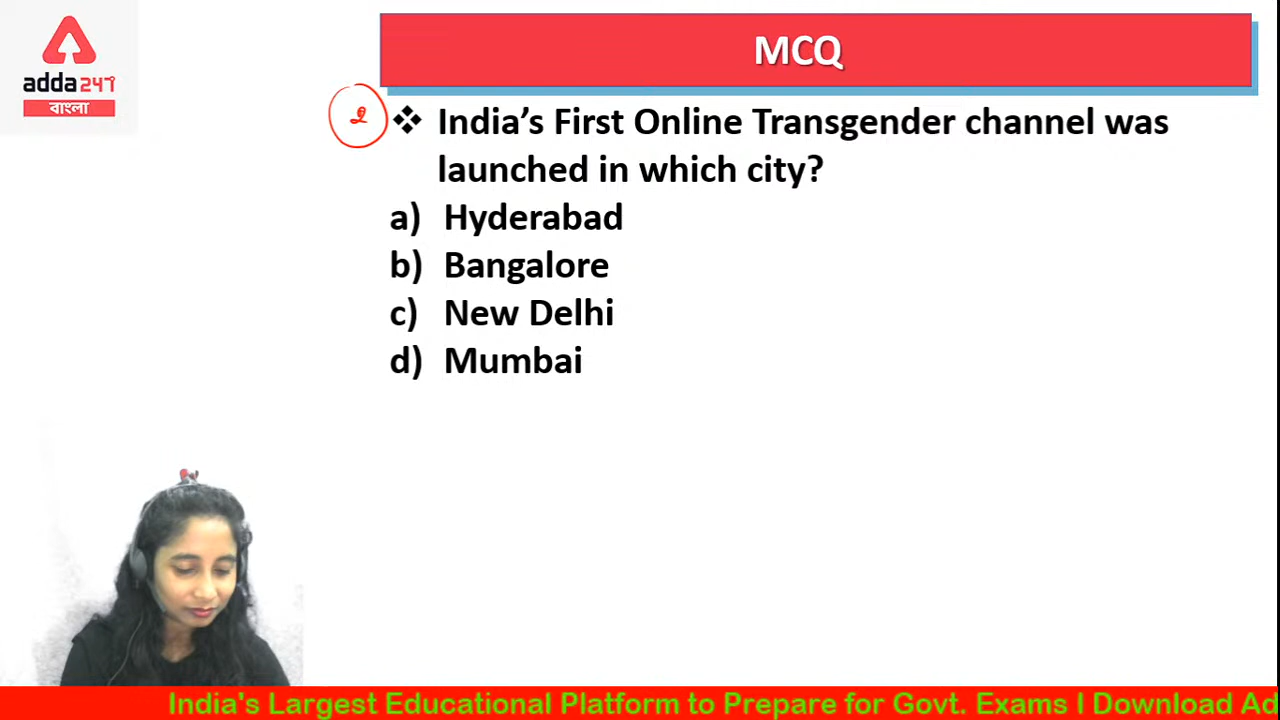 adda247
বাংলা
MCQ
2
❖ India's First Online Transgender channel was
launched in which city?
a) Hyderabad
b) Bangalore
c) New Delhi
d) Mumbai
India's Largest Educational Platform to Prepare for Govt. Exams I Download Ad